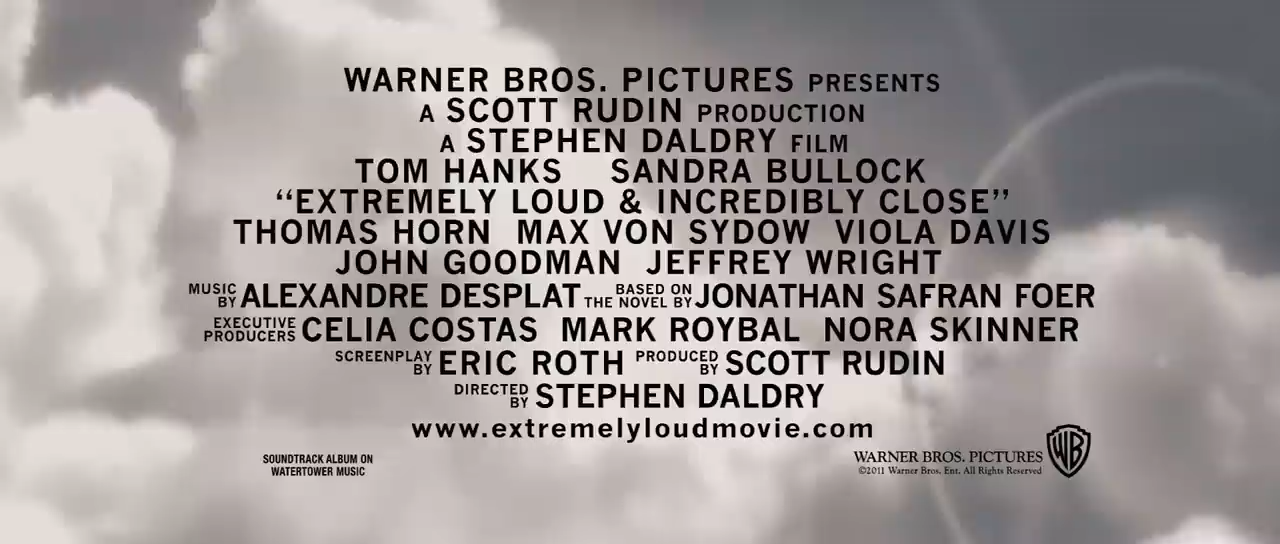 WARNER BROS. PICTURES PRESENTS
A SCOTT RUDIN PRODUCTION
A STEPHEN DALDRY FILM
TOM HANKS SANDRA BULLOCK
“EXTREMELY LOUD & INCREDIBLY CLOSE”
THOMAS HORN MAX VON SYDOW VIOLA DAVIS
JOHN GOODMAN JEFFREY WRIGHT
MUSIC BY ALEXANDRE DESPLAT BASED ON THE NOVEL BY JONATHAN SAFRAN FOER
EXECUTIVE PRODUCERS CELIA COSTAS MARK ROYBAL NORA SKINNER
SCREENPLAY BY ERIC ROTH PRODUCED BY SCOTT RUDIN
DIRECTED BY STEPHEN DALDRY
www.extremelyloudmovie.com
SOUNDTRACK ALBUM ON
WATERTOWER MUSIC
WARNER BROS. PICTURES
©2011 Warner Bros. Ent. All Rights Reserved
WB